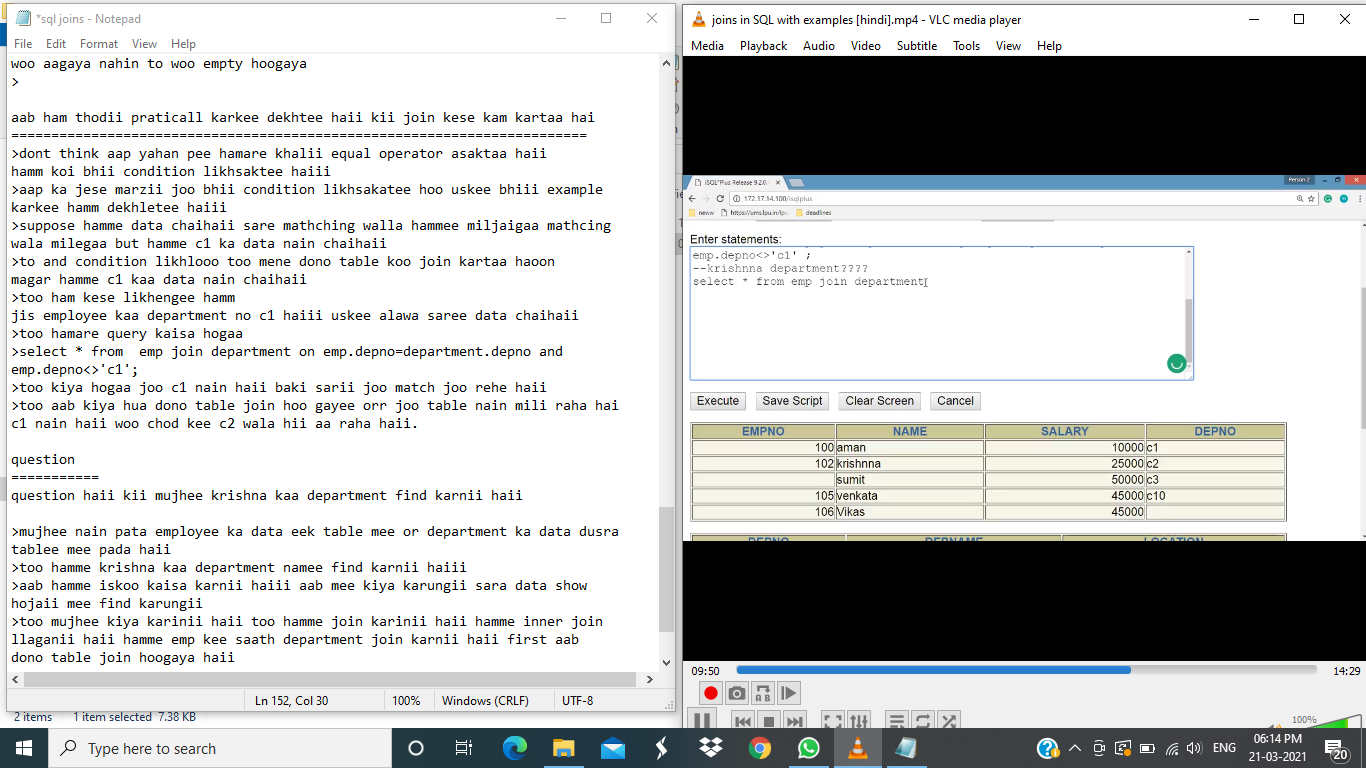 *sql joins - Notepad
File Edit Format View Help
woo aagaya nahin to woo empty hoogaya
>
aab ham thodii praticall karkee dekhtee haii kii join kese kam kartaa hai
=========================================================================
>dont think aap yahan pee hamare khalii equal operator asaktaa haii
hamm koi bhii condition likhsaktee haiii
>aap ka jese marzii joo bhii condition likhsakatee hoo uskee bhiii example
karkee hamm dekhletee haiii
>suppose hamme data chaihaii sare mathching walla hammee miljaigaa mathcing
wala milegaa but hamme c1 ka data nain chaihaii
>to and condition likhlooo too mene dono table koo join kartaa haoon
magar hamme c1 kaa data nain chaihaii
>too ham kese likhengee hamm
jis employee kaa department no c1 haiii uskee alawa saree data chaihaii
>too hamare query kaisa hogaa
>select * from  emp join department on emp.depno=department.depno and
emp.depno<>'c1';
>too kiya hogaa joo c1 nain haii baki sarii joo match joo rehe haii
>too aab kiya hua dono table join hoo gayee orr joo table nain mili raha hai
c1 nain haii woo chod kee c2 wala hii aa raha haii.
question
===========
question haii kii mujhee krishna kaa department find karnii haii
>mujhee nain pata employee ka data eek table mee or department ka data dusra
tablee mee pada haii
>too hamme krishna kaa department namee find karnii haiii
>aab hamme iskoo kaisa karnii haiii aab mee kiya karungii sara data show
hojaii mee find karungii
>too mujhee kiya karinii haii too hamme join karinii haii hamme inner join
llaganii haii hamme emp kee saath department join karnii haii first aab
dono table join hoogaya haii
Ln 152, Col 30 100% Windows (CRLF) UTF-8
2 items 1 item selected 7.38 KB
joins in SQL with examples [hindi].mp4 - VLC media player
Media Playback Audio Video Subtitle Tools View Help
iSQL*Plus Release 9.2.0.
Person 2
172.17.14.100/isqlplus
neww https://ums.lpu.in/lpu deadlines
Enter statements:
emp.depno<>'c1' ;
--krishnna department????
select * from emp join department
Execute Save Script Clear Screen Cancel
EMPNO NAME SALARY DEPNO
100 aman 10000 c1
102 krishnna 25000 c2
sumit 50000 c3
105 venkata 45000 c10
106 Vikas 45000
DEPNO DEPNAME LOCATION
09:50 14:29
100%
Type here to search
ENG
06:14 PM
21-03-2021
20